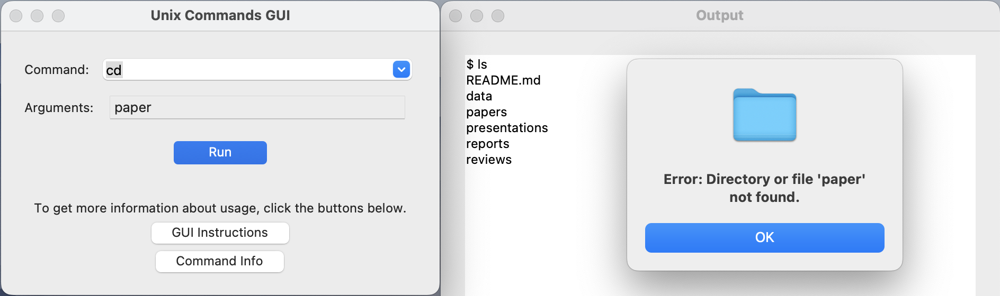 Unix Commands GUI
Command: cd
Arguments: paper
Run
To get more information about usage, click the buttons below.
GUI Instructions
Command Info
Output
$ ls
README.md
data
papers
presentations
reports
reviews
Error: Directory or file 'paper'
not found.
OK